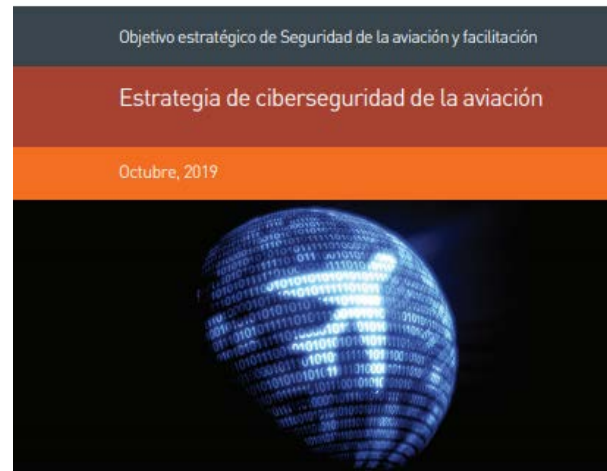 Objetivo estratégico de Seguridad de la aviación y facilitación
Estrategia de ciberseguridad de la aviación
Octubre, 2019